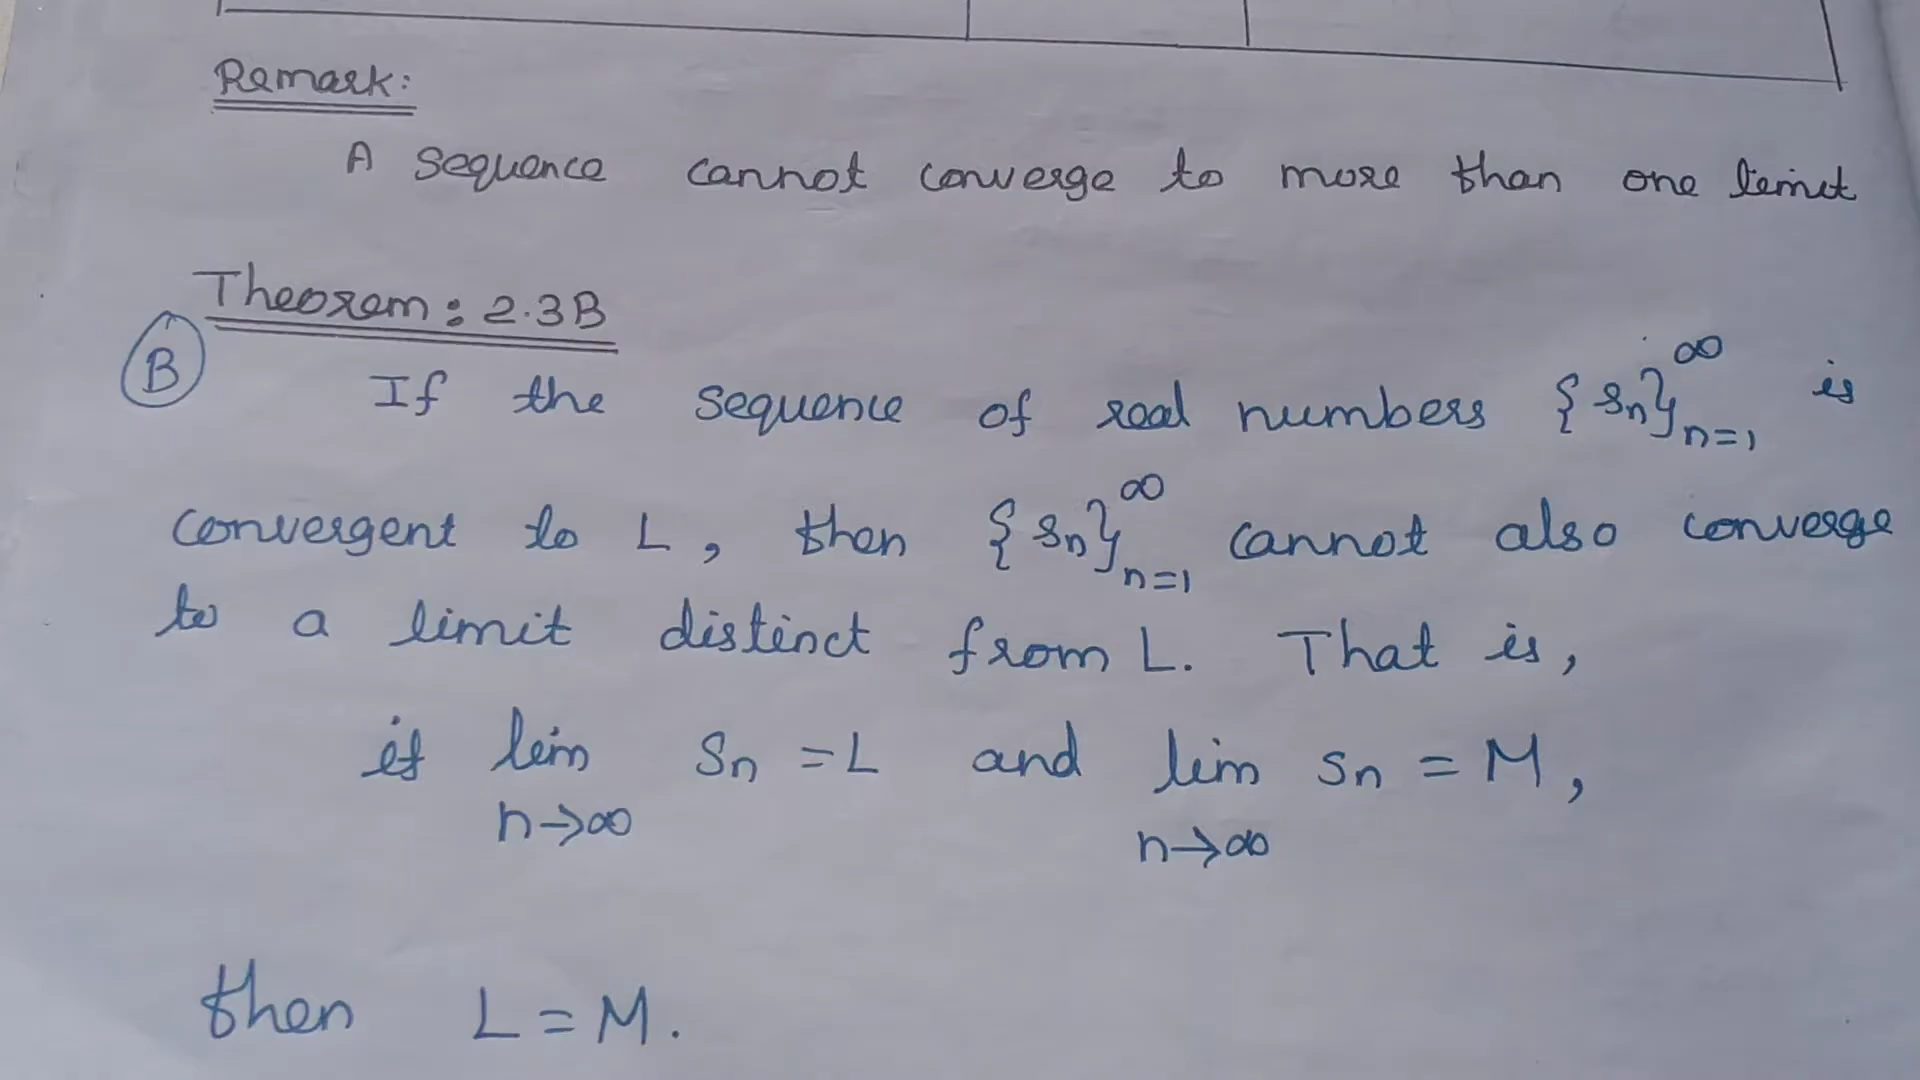 Remark:
A sequence cannot converge to more than one limit
Theorem: 2.3B
B
If the sequence of real numbers {sn}∞n=1 is
convergent to L, then {sn}∞n=1 cannot also converge
to a limit distinct from L. That is,
if lim n→∞ sn = L and lim n→∞ sn = M,
then L = M.